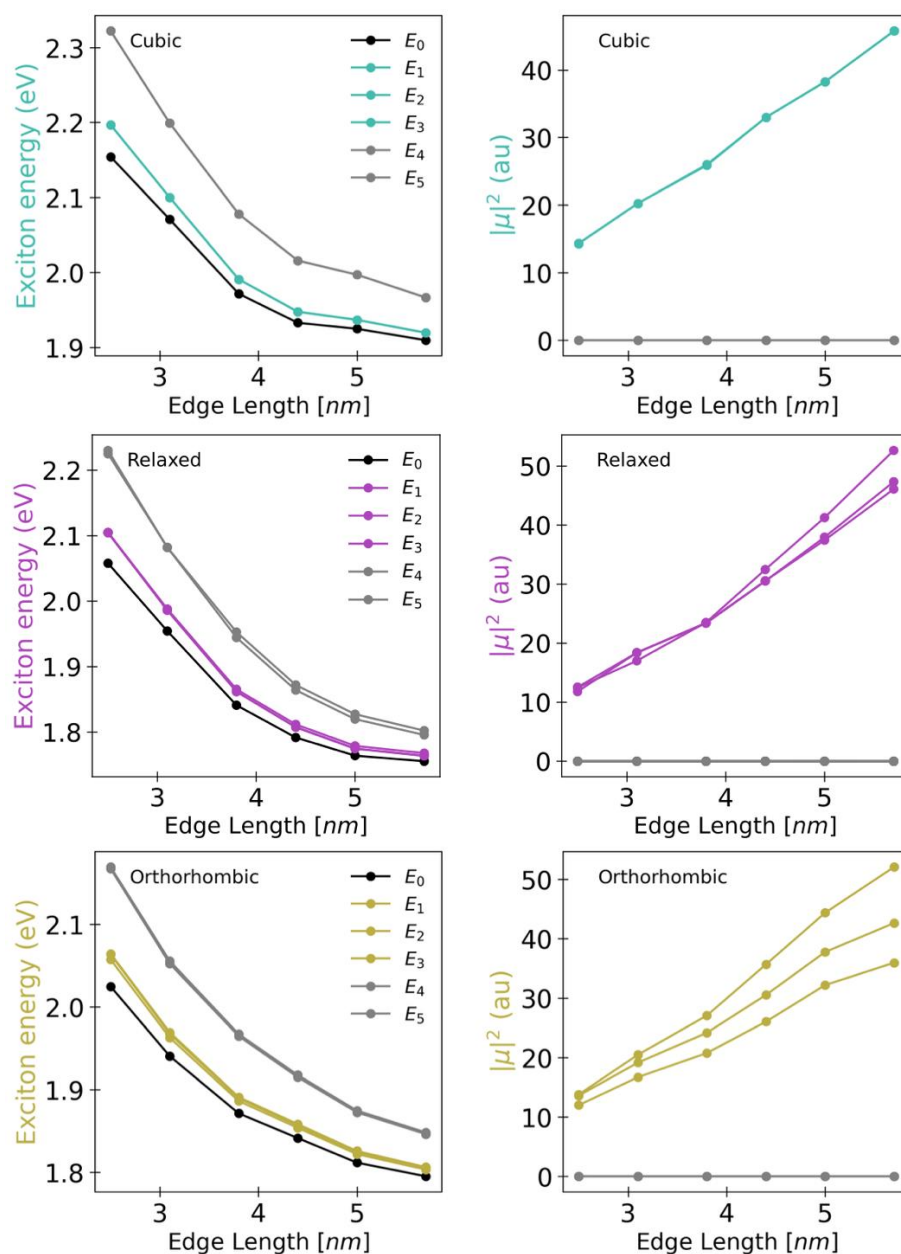 Cubic
E0
E1
E2
E3
E4
E5
2.3
2.2
2.1
2.0
1.9
3
4
5
Exciton energy (eV)
Edge Length [nm]
Cubic
40
30
20
10
0
3
4
5
|μ|² (au)
Edge Length [nm]
Relaxed
E0
E1
E2
E3
E4
E5
2.2
2.1
2.0
1.9
1.8
3
4
5
Exciton energy (eV)
Edge Length [nm]
Relaxed
50
40
30
20
10
0
3
4
5
|μ|² (au)
Edge Length [nm]
Orthorhombic
E0
E1
E2
E3
E4
E5
2.1
2.0
1.9
1.8
3
4
5
Exciton energy (eV)
Edge Length [nm]
Orthorhombic
50
40
30
20
10
0
3
4
5
|μ|² (au)
Edge Length [nm]